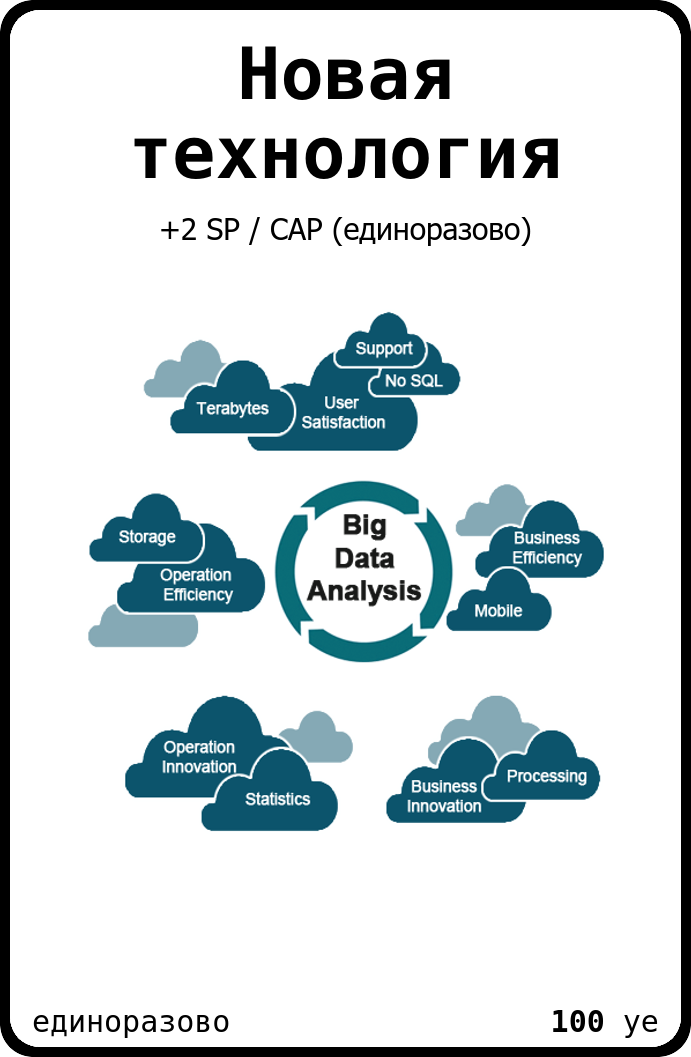 Новая
технология
+2 SP / CAP (единоразово)
Support
No SQL
Terabytes
User
Satisfaction
Storage
Operation
Efficiency
Big
Data
Analysis
Business
Efficiency
Mobile
Operation
Innovation
Statistics
Business
Innovation
Processing
единоразово
100 уе